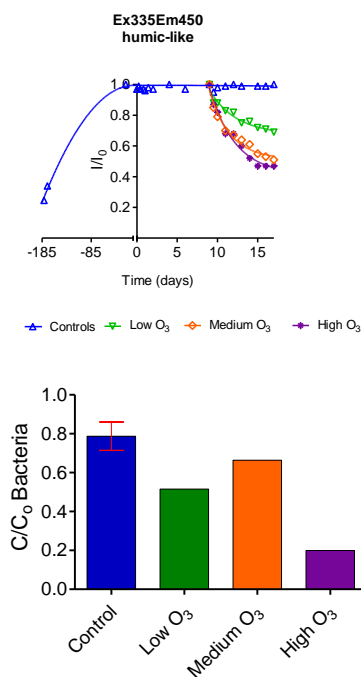 Ex335Em450
humic-like
1.0
0.8
0.6
0.4
0.2
I/I₀
-185 -85 0 5 10 15
Time (days)
Controls Low O₃ Medium O₃ High O₃
1.0
0.8
0.6
0.4
0.2
0.0
C/C₀ Bacteria
Control Low O₃ Medium O₃ High O₃